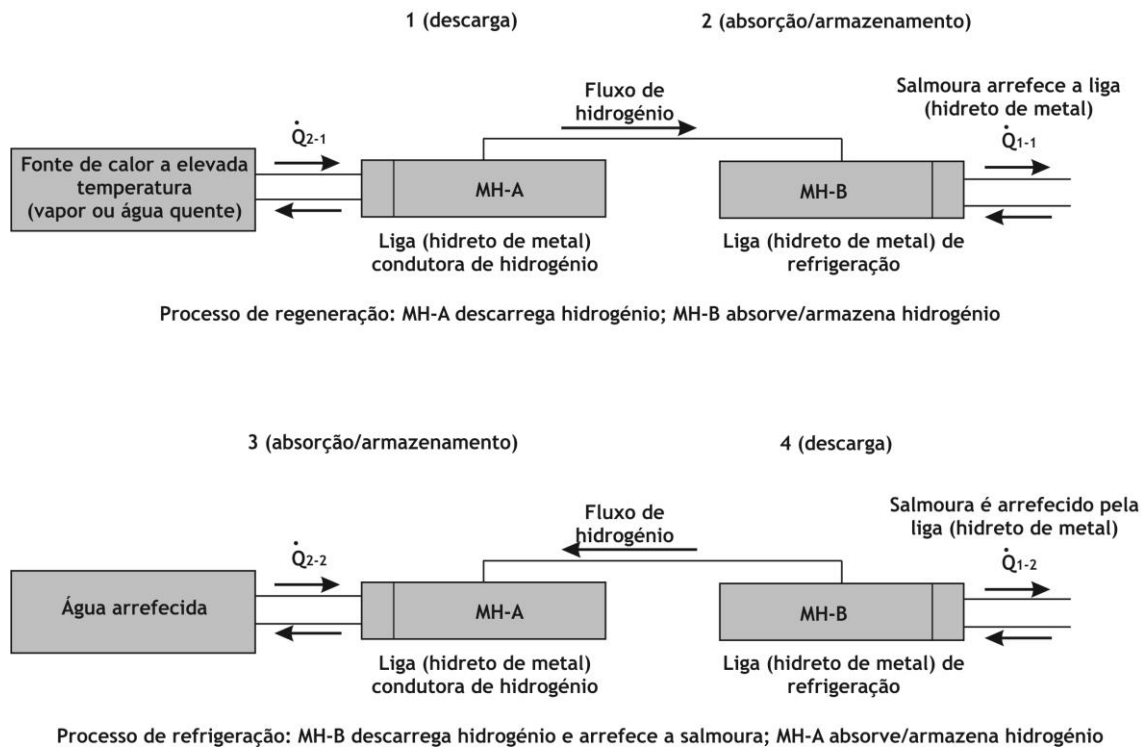 1 (descarga)
2 (absorção/armazenamento)
Fluxo de
hidrogénio
Salmoura arrefece a liga
(hidreto de metal)
Q̇2-1
Q̇1-1
Fonte de calor a elevada
temperatura
(vapor ou água quente)
MH-A
MH-B
Liga (hidreto de metal)
condutora de hidrogénio
Liga (hidreto de metal) de
refrigeração
Processo de regeneração: MH-A descarrega hidrogénio; MH-B absorve/armazena hidrogénio
3 (absorção/armazenamento)
4 (descarga)
Fluxo de
hidrogénio
Salmoura é arrefecido pela
liga (hidreto de metal)
Q̇2-2
Q̇1-2
Água arrefecida
MH-A
MH-B
Liga (hidreto de metal)
condutora de hidrogénio
Liga (hidreto de metal) de
refrigeração
Processo de refrigeração: MH-B descarrega hidrogénio e arrefece a salmoura; MH-A absorve/armazena hidrogénio